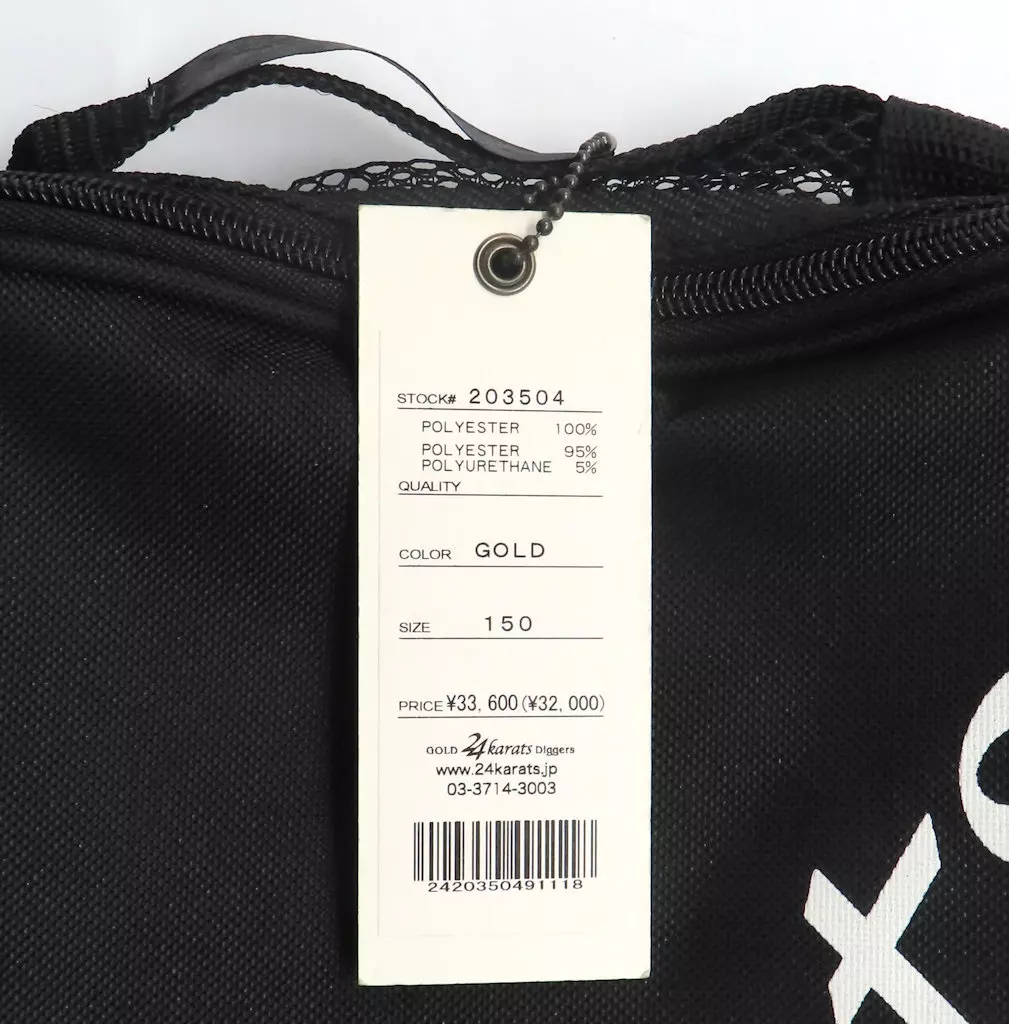 STOCK# 203504
POLYESTER 100%
POLYESTER 95%
POLYURETHANE 5%
QUALITY
COLOR GOLD
SIZE 150
PRICE ¥33,600(¥32,000)
GOLD 24karats Diggers
www.24karats.jp
03-3714-3003
2420350491118